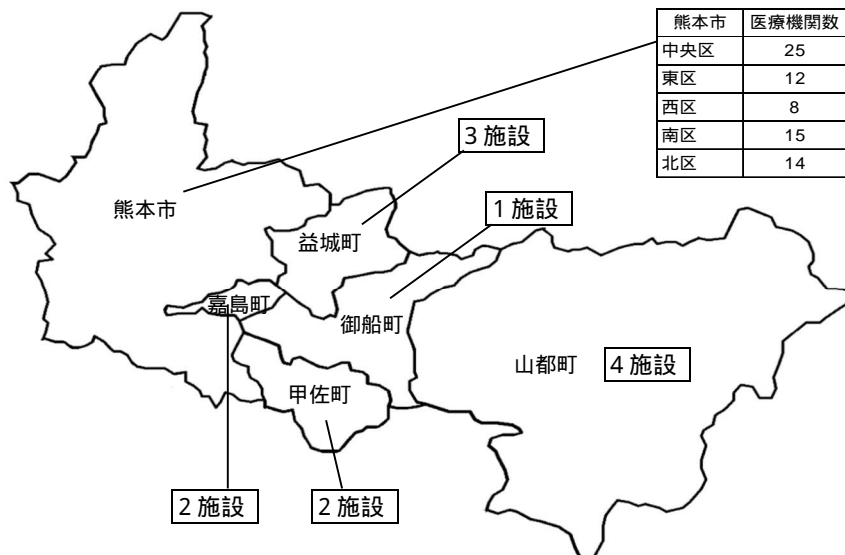 熊本市 医療機関数
中央区 25
東区 12
西区 8
南区 15
北区 14
3 施設
1 施設
熊本市
益城町
嘉島町
御船町
山都町
4 施設
甲佐町
2 施設
2 施設